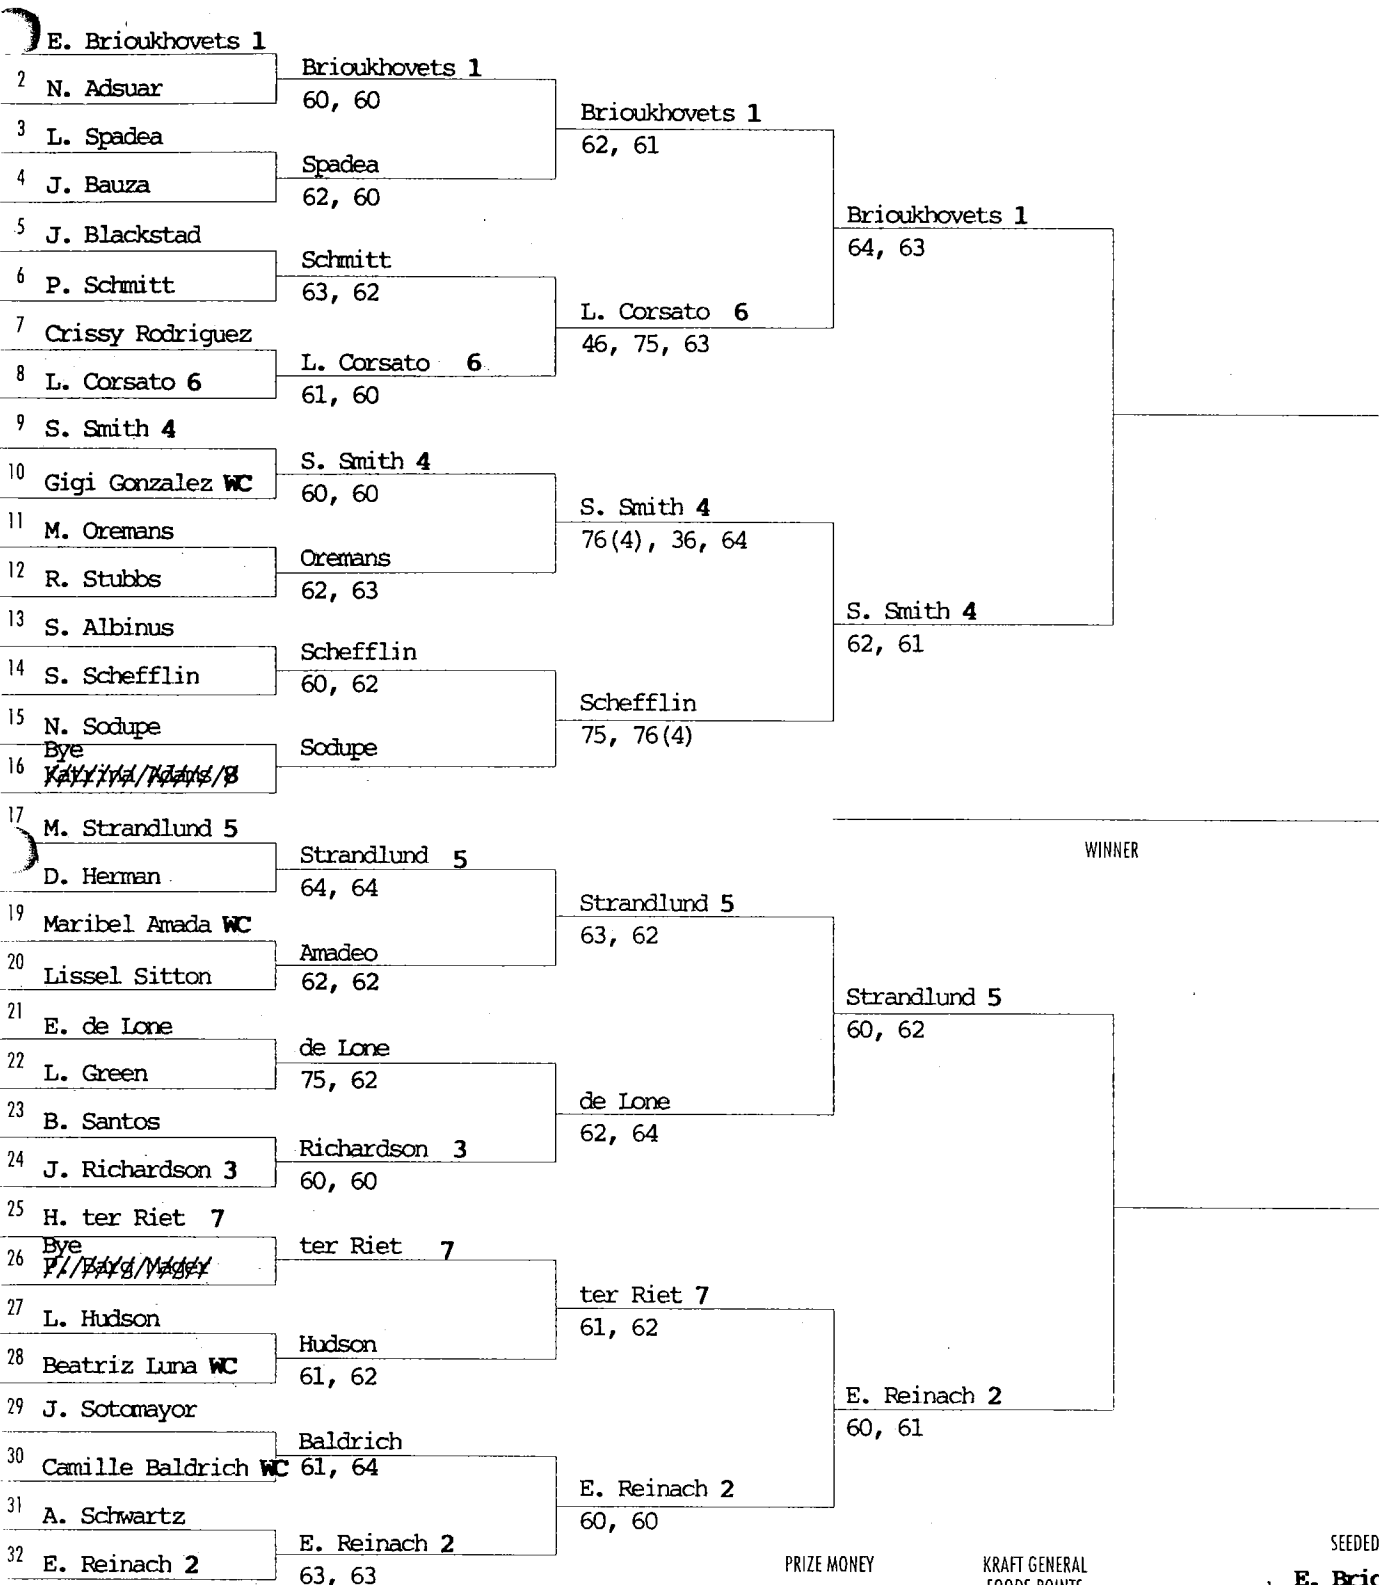 E. Brioukhovets 1
2 N. Adsuar
3 L. Spadea
4 J. Bauza
5 J. Blackstad
6 P. Schmitt
7 Crissy Rodriguez
8 L. Corsato 6
9 S. Smith 4
10 Gigi Gonzalez WC
11 M. Oremans
12 R. Stubbs
13 S. Albinus
14 S. Schefflin
15 N. Sodupe
Bye
16 Katrina Adams 8
17 M. Strandlund 5
D. Herman
19 Maribel Amada WC
20 Lissel Sitton
21 E. de Lone
22 L. Green
23 B. Santos
24 J. Richardson 3
25 H. ter Riet 7
Bye
26 P. Barg Mager
27 L. Hudson
28 Beatriz Luna WC
29 J. Sotomayor
30 Camille Baldrich WC
31 A. Schwartz
32 E. Reinach 2
Brioukhovets 1
60, 60
Spadea
62, 60
Schmitt
63, 62
L. Corsato 6
61, 60
S. Smith 4
60, 60
Oremans
62, 63
Schefflin
60, 62
Sodupe
Strandlund 5
64, 64
Amadeo
62, 62
de Lone
75, 62
Richardson 3
60, 60
ter Riet 7
Hudson
61, 62
Baldrich
61, 64
E. Reinach 2
63, 63
Brioukhovets 1
62, 61
L. Corsato 6
46, 75, 63
S. Smith 4
76(4), 36, 64
Schefflin
75, 76(4)
Strandlund 5
63, 62
de Lone
62, 64
ter Riet 7
61, 62
E. Reinach 2
60, 60
Brioukhovets 1
64, 63
S. Smith 4
62, 61
Strandlund 5
60, 62
E. Reinach 2
60, 61
WINNER
PRIZE MONEY
KRAFT GENERAL
FOODS POINTS
SEEDED
E. Brio